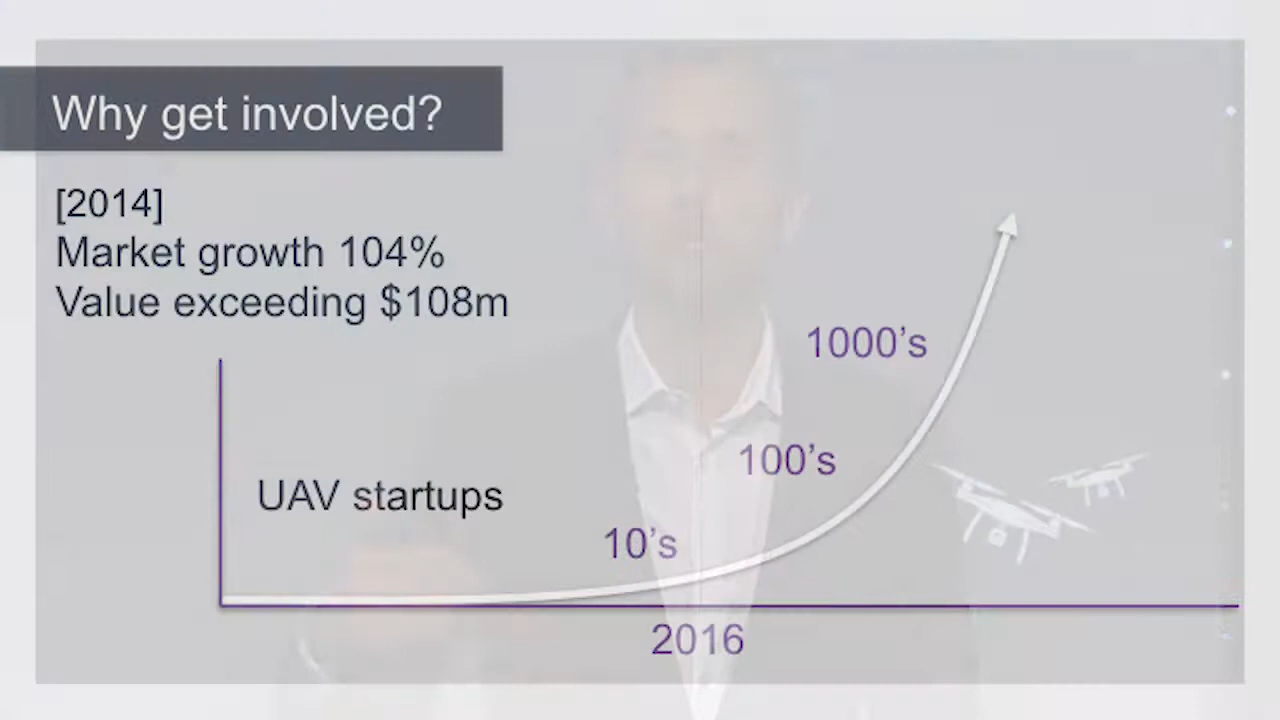 Why get involved?
[2014]
Market growth 104%
Value exceeding $108m
1000’s
100’s
UAV startups
10’s
2016